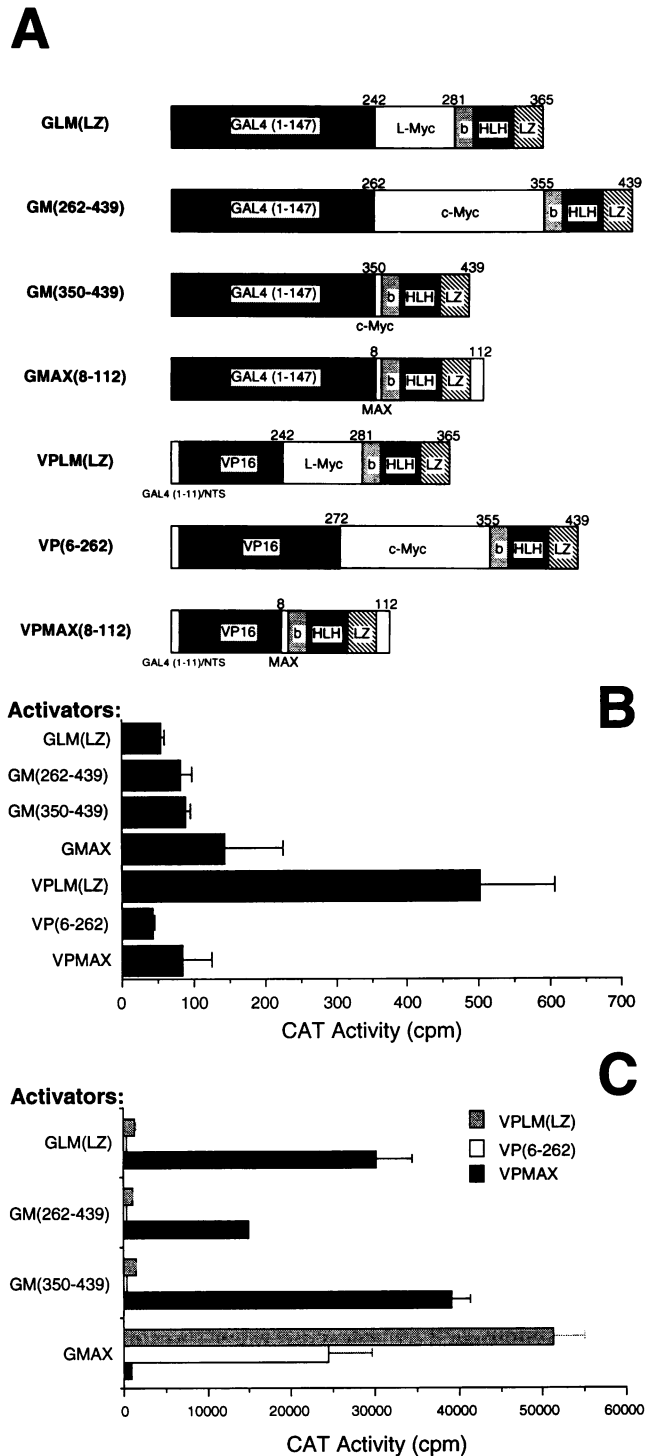 A
242 281 365
GLM(LZ) GAL4 (1-147) L-Myc b HLH LZ
262 355 439
GM(262-439) GAL4 (1-147) c-Myc b HLH LZ
350 439
GM(350-439) GAL4 (1-147) b HLH LZ
c-Myc
8 112
GMAX(8-112) GAL4 (1-147) b HLH LZ
MAX
242 281 365
VPLM(LZ) VP16 L-Myc b HLH LZ
GAL4 (1-11)/NTS
272 355 439
VP(6-262) VP16 c-Myc b HLH LZ
8 112
VPMAX(8-112) VP16 b HLH LZ
GAL4 (1-11)/NTS MAX
B
Activators:
GLM(LZ)
GM(262-439)
GM(350-439)
GMAX
VPLM(LZ)
VP(6-262)
VPMAX
0 100 200 300 400 500 600 700
CAT Activity (cpm)
C
Activators:
VPLM(LZ)
VP(6-262)
VPMAX
GLM(LZ)
GM(262-439)
GM(350-439)
GMAX
0 10000 20000 30000 40000 50000 60000
CAT Activity (cpm)